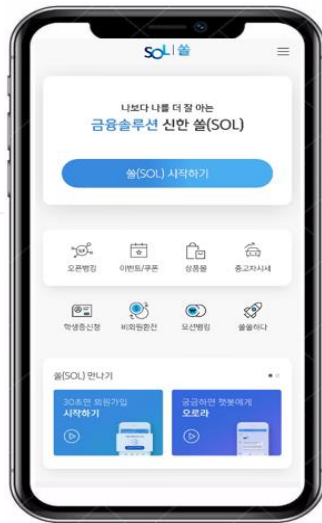 SOL 쏠
나보다 나를 더 잘 아는
금융솔루션 신한 쏠(SOL)
쏠(SOL) 시작하기
오픈뱅킹 이벤트/쿠폰 상품몰 중고차시세
학생증신청 비회원환전 모션뱅킹 쏠쏠하다
쏠(SOL) 만나기
30초면 회원가입 궁금하면 챗봇에게
시작하기 오로라